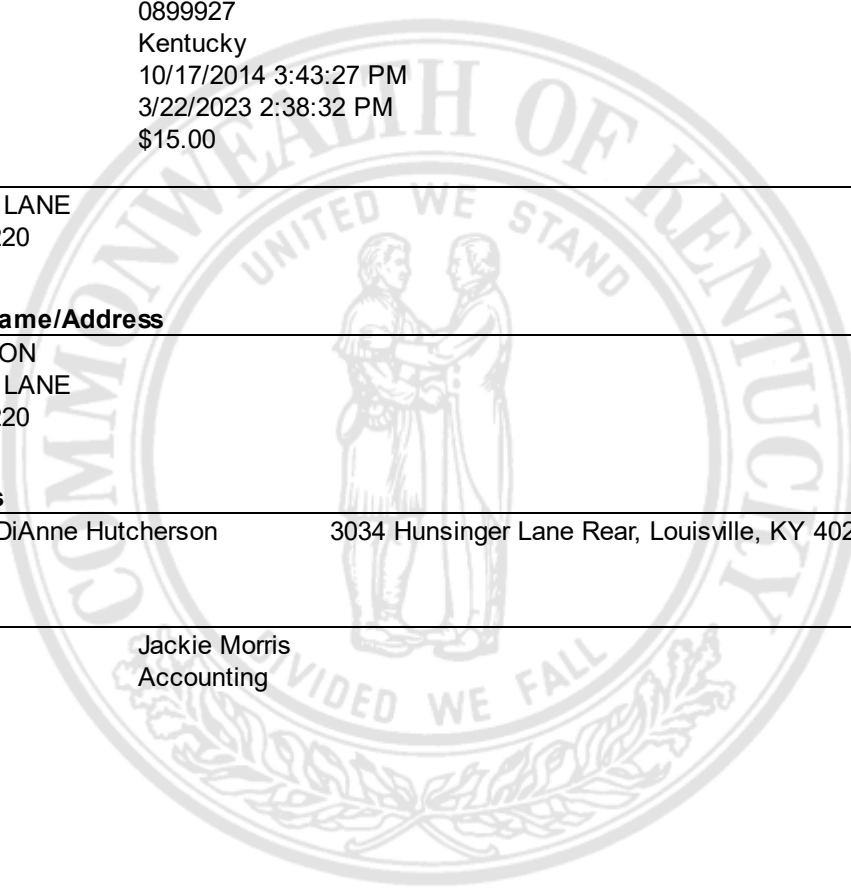 0899927
Kentucky
10/17/2014 3:43:27 PM
3/22/2023 2:38:32 PM
$15.00
LANE
220
ame/Address
ON
LANE
220
s
DiAnne Hutcherson 3034 Hunsinger Lane Rear, Louisville, KY 402
Jackie Morris
Accounting
COMMONWEALTH OF KENTUCKY
UNITED WE STAND
DIVIDED WE FALL